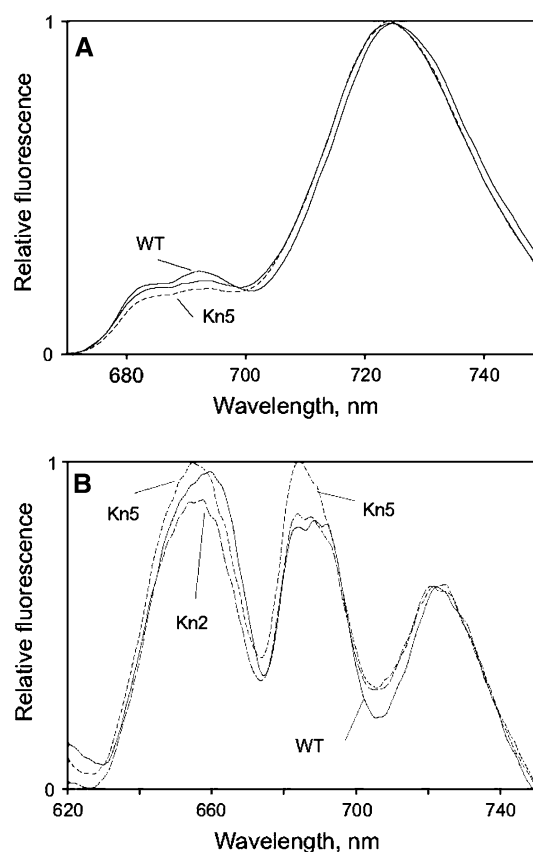 A
1
Relative fluorescence
WT
Kn5
0
680
700
720
740
Wavelength, nm
B
1
Kn5
Kn5
Kn2
Relative fluorescence
WT
0
620
660
700
740
Wavelength, nm